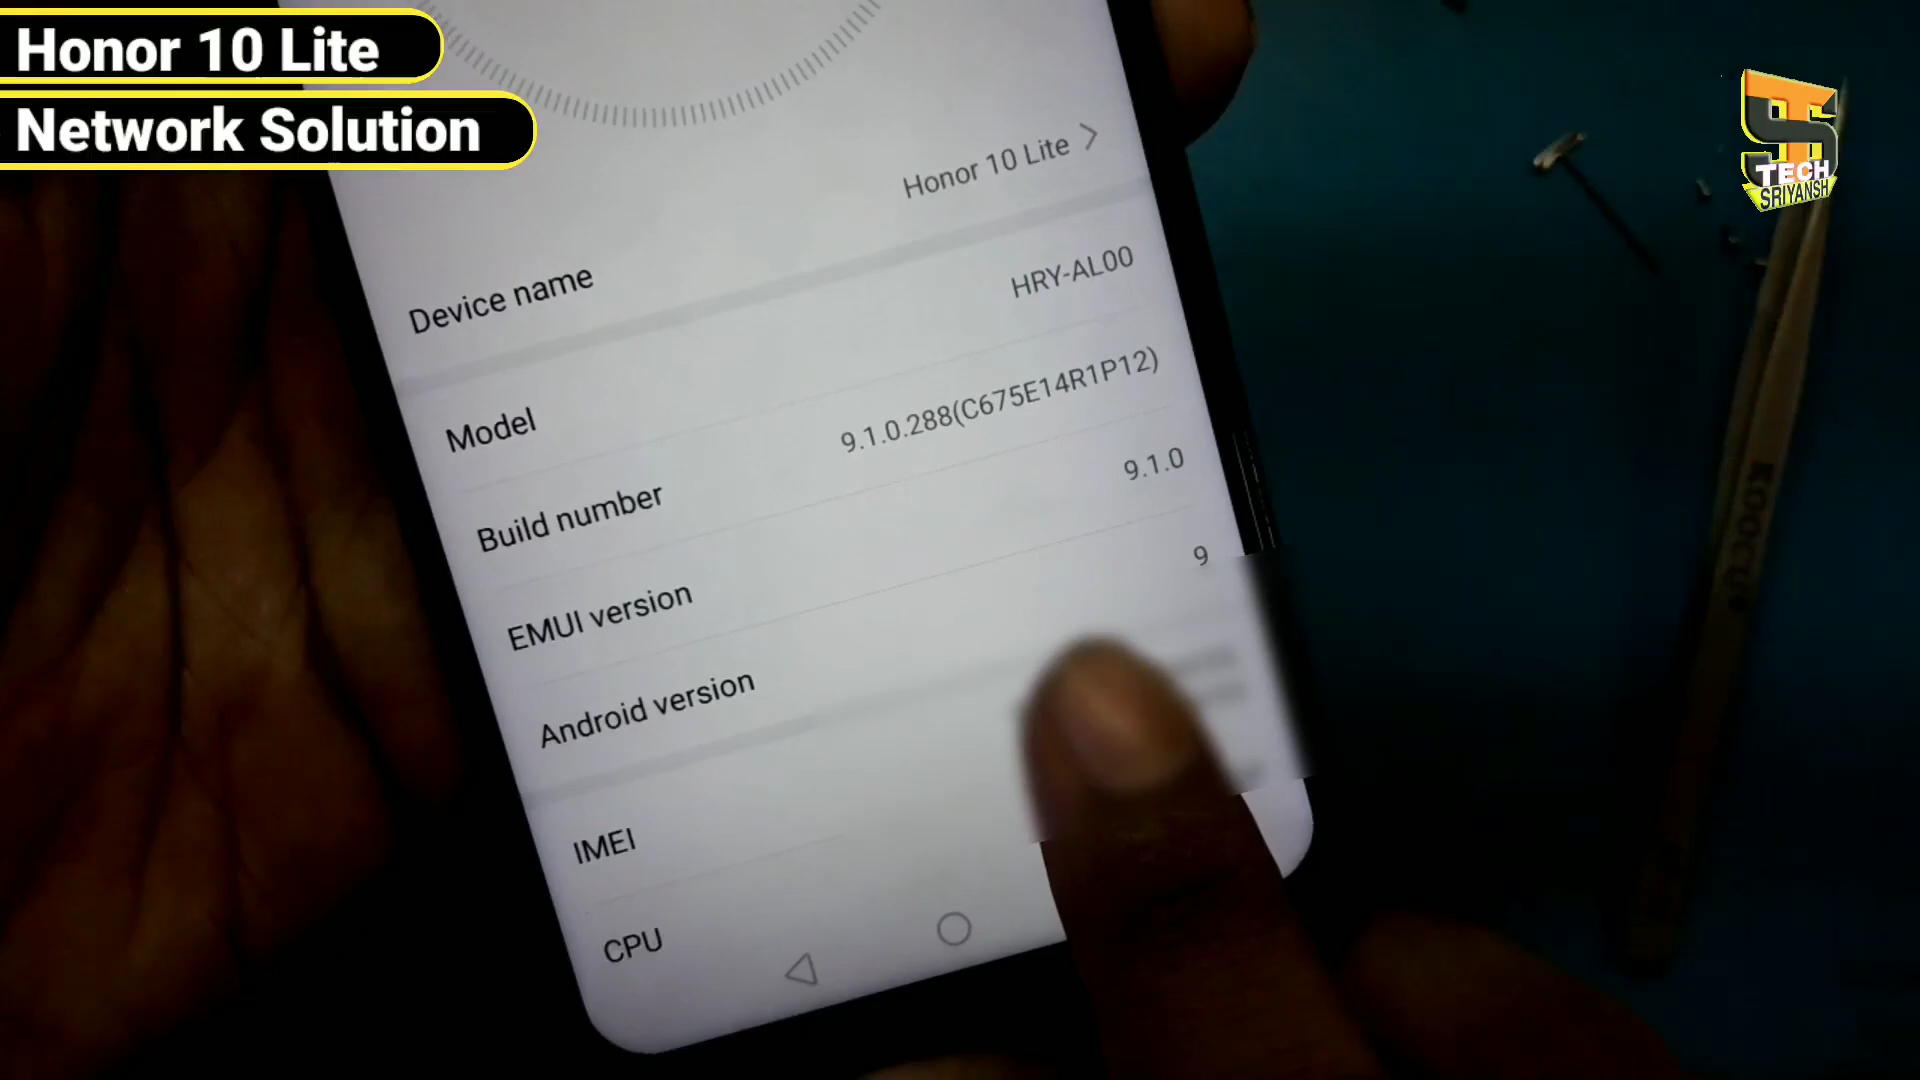 Honor 10 Lite
Network Solution
TECH
SRIYANSH
Device name Honor 10 Lite
Model HRY-AL00
Build number 9.1.0.288(C675E14R1P12)
EMUI version 9.1.0
Android version 9
IMEI
CPU